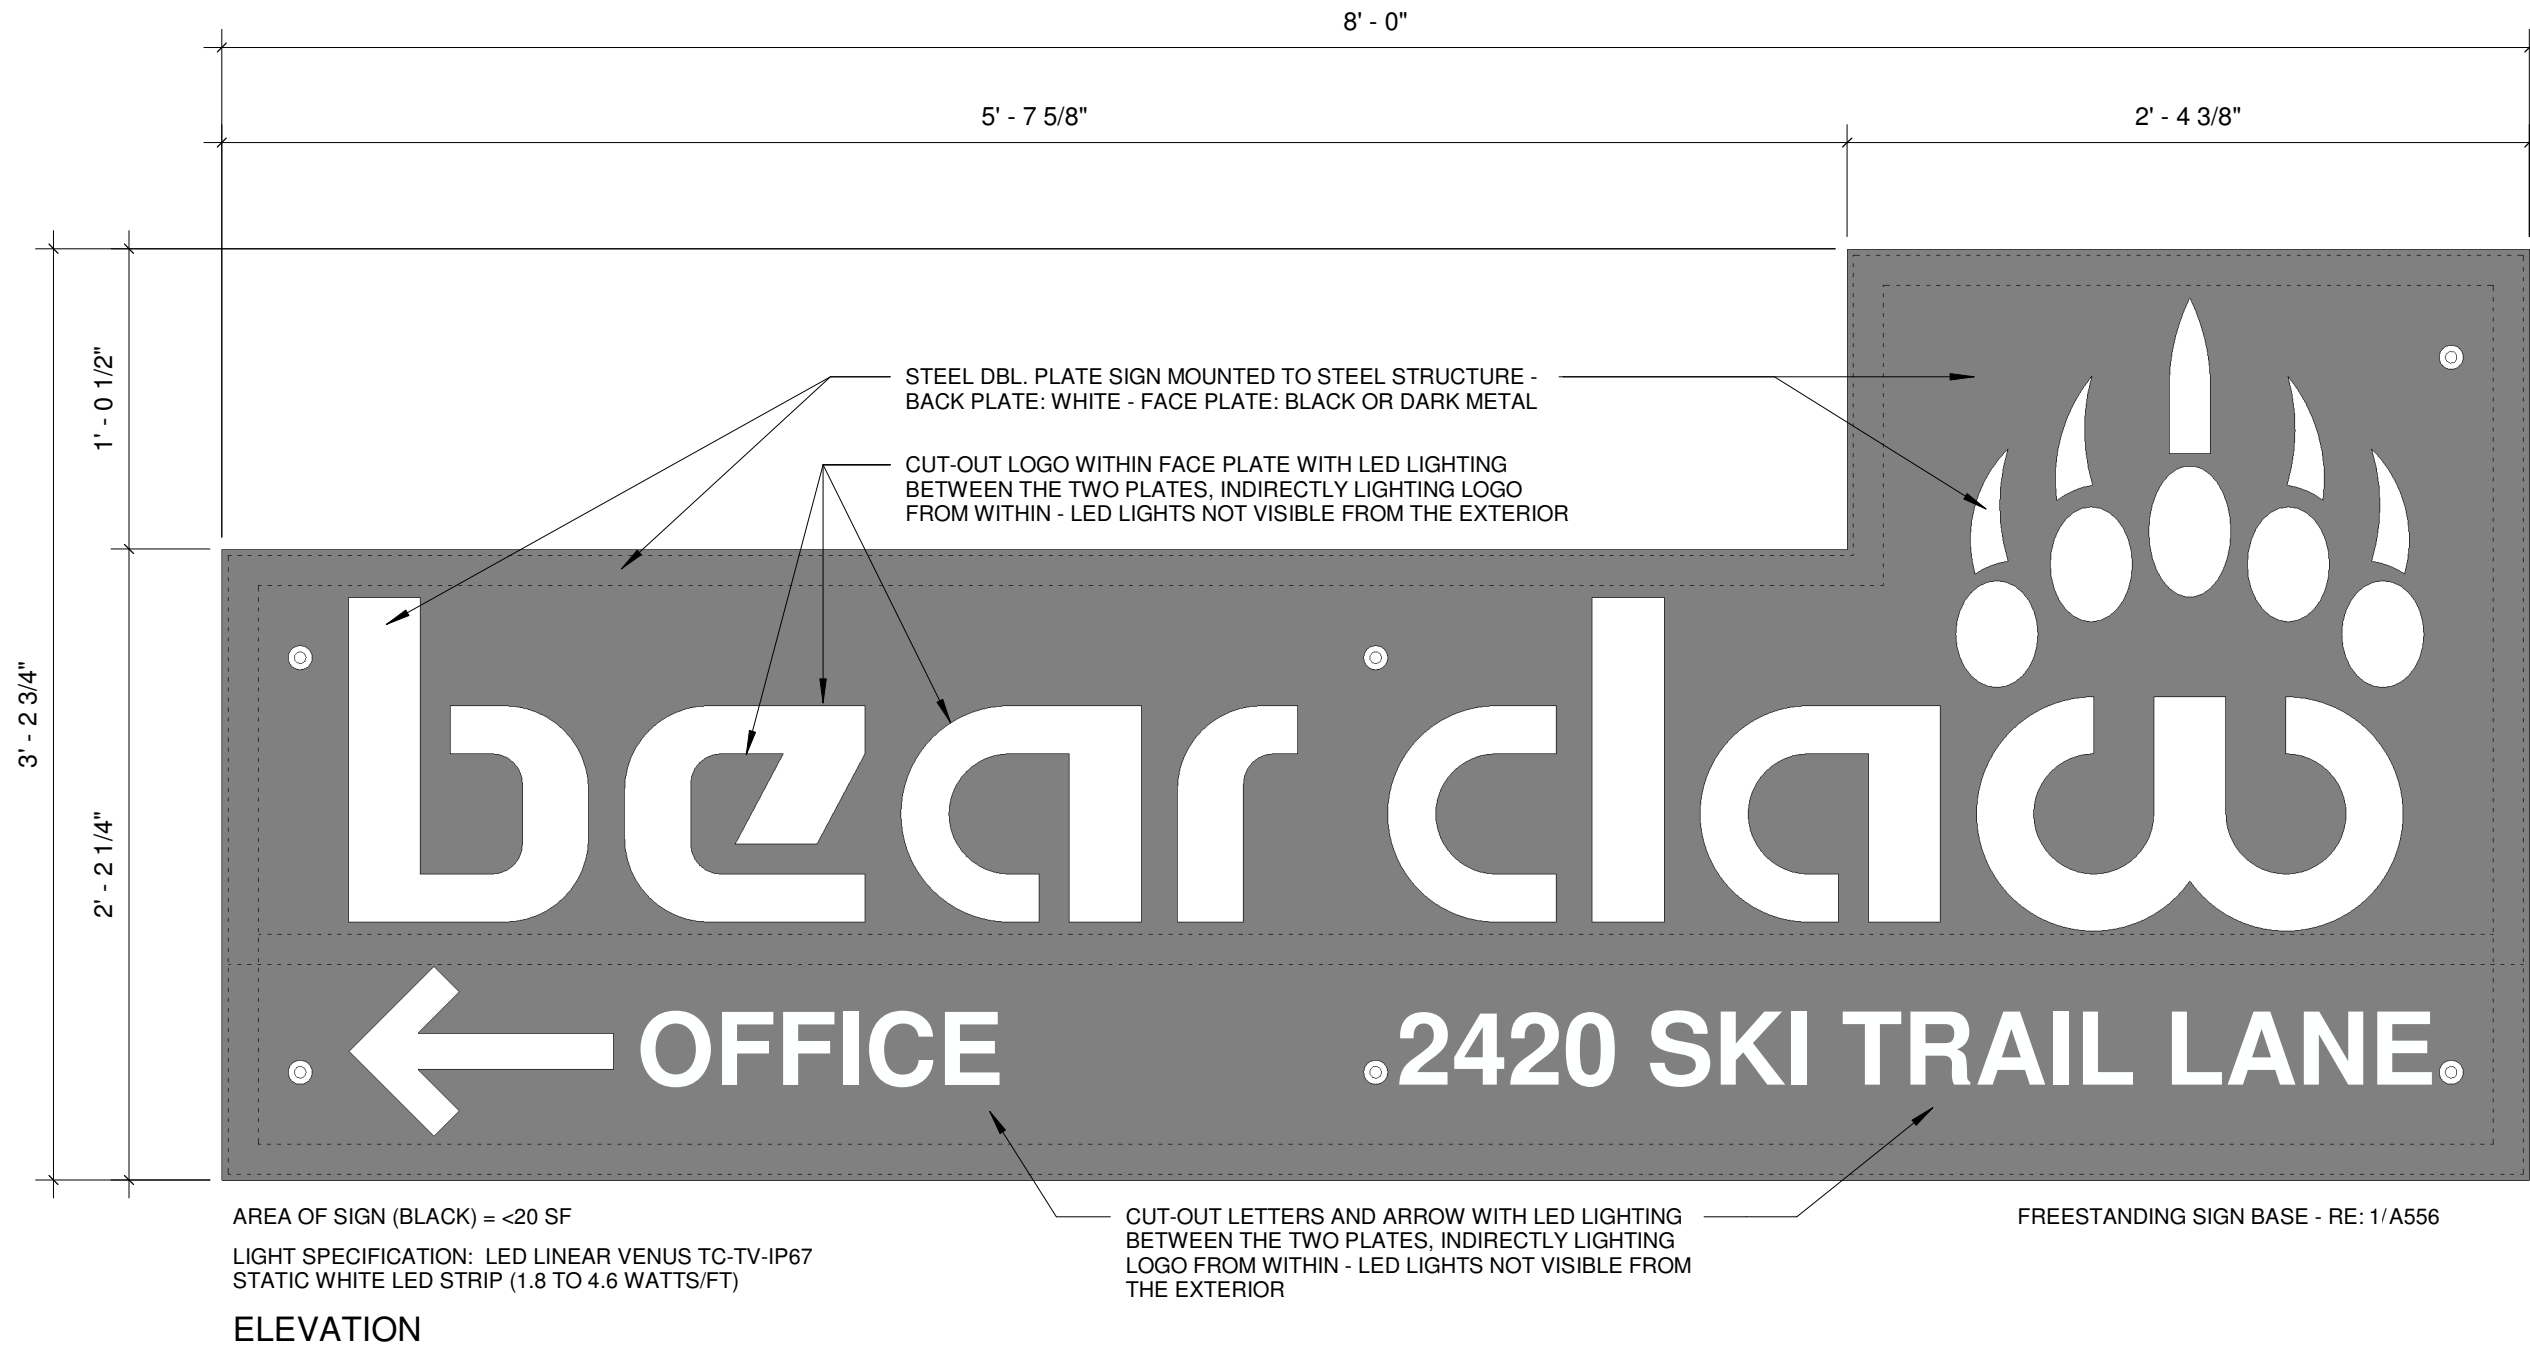 8' - 0"
5' - 7 5/8"
2' - 4 3/8"
1' - 0 1/2"
3' - 2 3/4"
2' - 2 1/4"
STEEL DBL. PLATE SIGN MOUNTED TO STEEL STRUCTURE -
BACK PLATE: WHITE - FACE PLATE: BLACK OR DARK METAL
CUT-OUT LOGO WITHIN FACE PLATE WITH LED LIGHTING
BETWEEN THE TWO PLATES, INDIRECTLY LIGHTING LOGO
FROM WITHIN - LED LIGHTS NOT VISIBLE FROM THE EXTERIOR
bear claw
OFFICE
2420 SKI TRAIL LANE
AREA OF SIGN (BLACK) = <20 SF
LIGHT SPECIFICATION: LED LINEAR VENUS TC-TV-IP67
STATIC WHITE LED STRIP (1.8 TO 4.6 WATTS/FT)
CUT-OUT LETTERS AND ARROW WITH LED LIGHTING
BETWEEN THE TWO PLATES, INDIRECTLY LIGHTING
LOGO FROM WITHIN - LED LIGHTS NOT VISIBLE FROM
THE EXTERIOR
FREESTANDING SIGN BASE - RE: 1/A556
ELEVATION